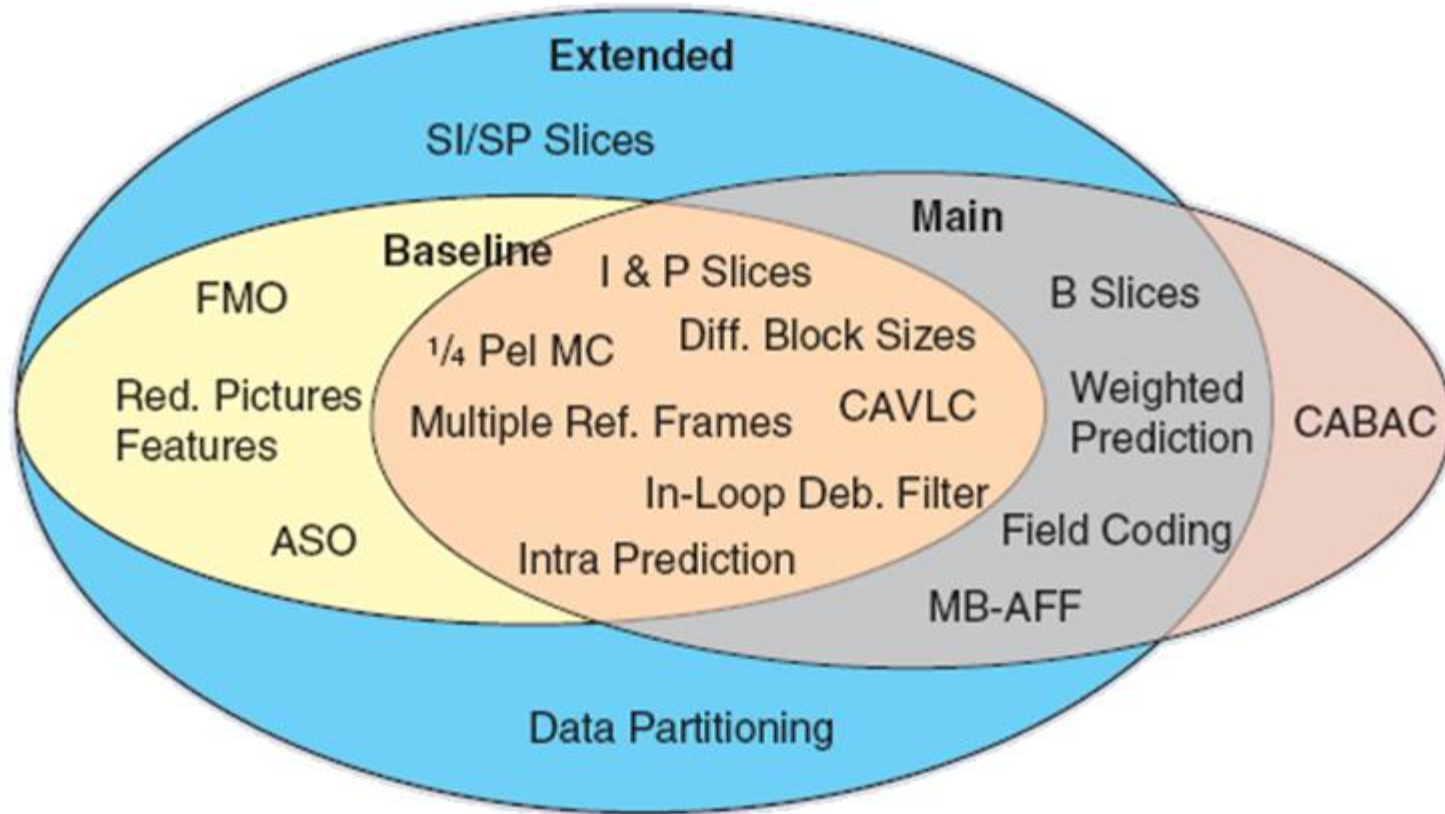 Extended
SI/SP Slices
Main
Baseline
I & P Slices
FMO
B Slices
¼ Pel MC
Diff. Block Sizes
Red. Pictures
Features
Multiple Ref. Frames
CAVLC
Weighted
Prediction
CABAC
In-Loop Deb. Filter
Field Coding
ASO
Intra Prediction
MB-AFF
Data Partitioning